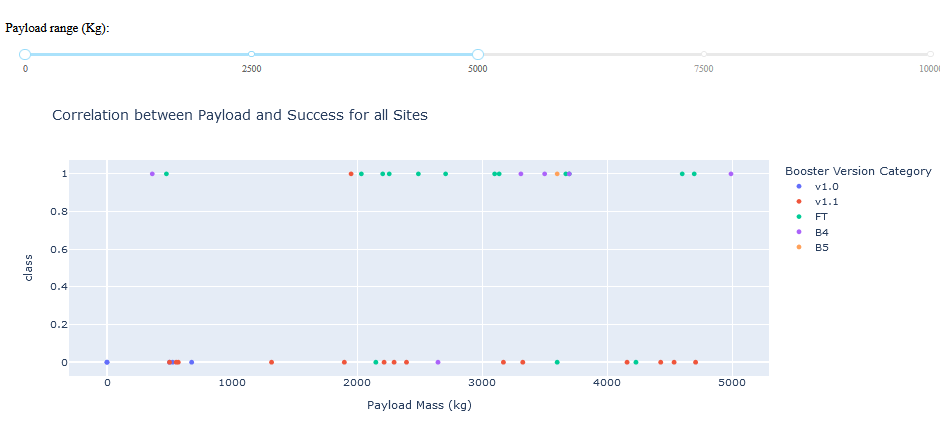 Payload range (Kg):
0 2500 5000 7500 10000
Correlation between Payload and Success for all Sites
Booster Version Category
v1.0
v1.1
FT
B4
B5
class
1
0.8
0.6
0.4
0.2
0
0 1000 2000 3000 4000 5000
Payload Mass (kg)